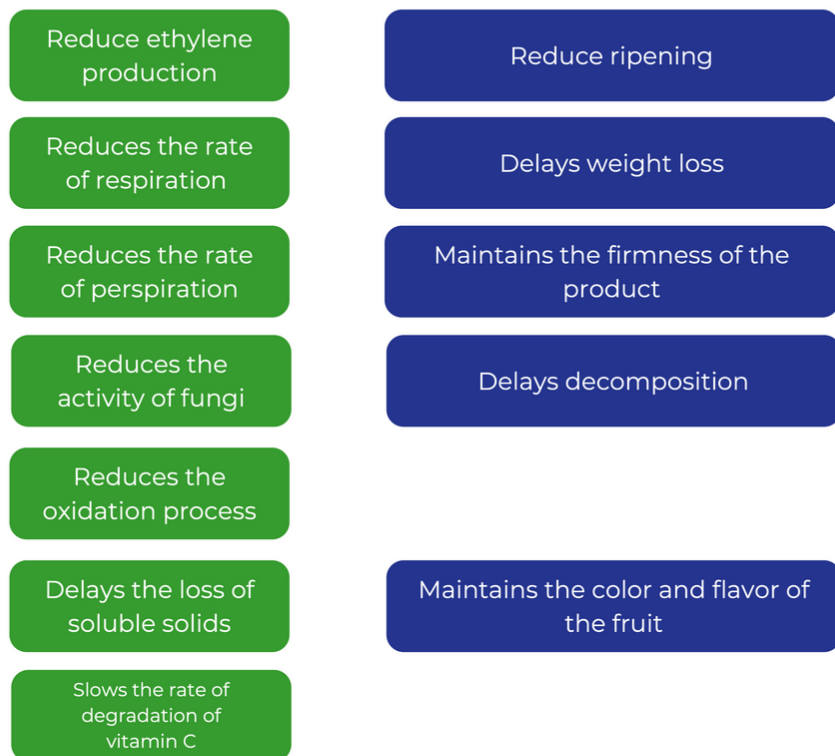 Reduce ethylene
production
Reduce ripening
Reduces the rate
of respiration
Delays weight loss
Reduces the rate
of perspiration
Maintains the firmness of the
product
Reduces the
activity of fungi
Delays decomposition
Reduces the
oxidation process
Delays the loss of
soluble solids
Maintains the color and flavor of
the fruit
Slows the rate of
degradation of
vitamin C